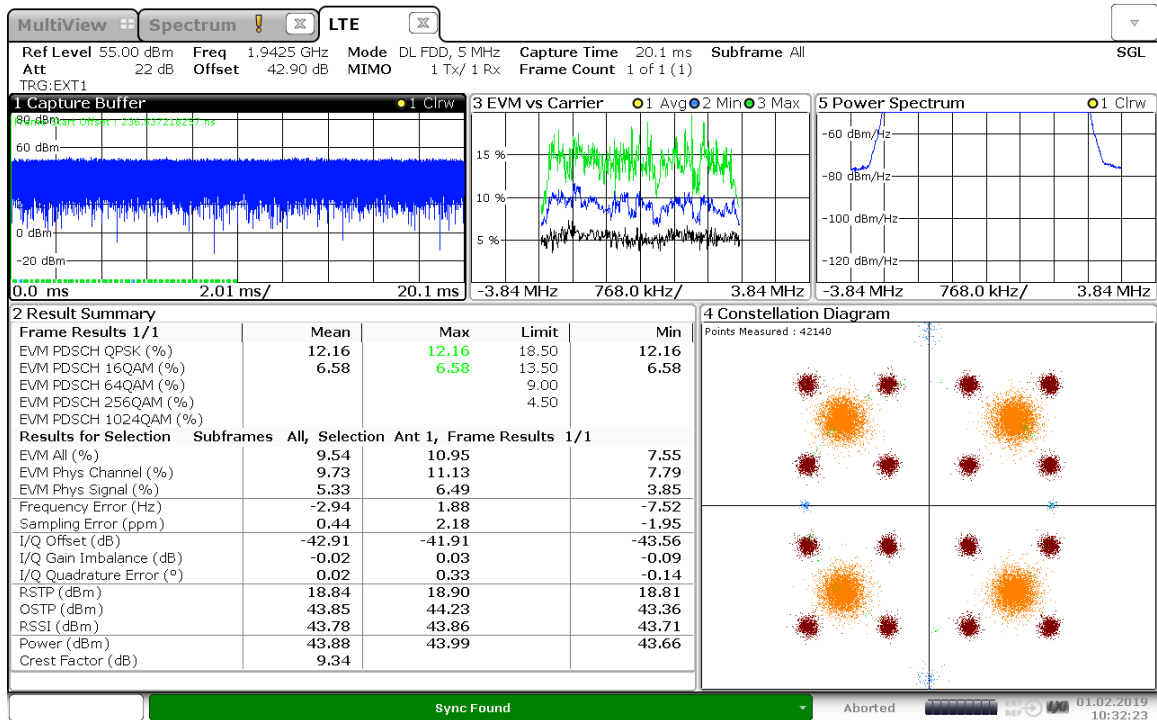 MultiView Spectrum LTE
Ref Level 55.00 dBm Freq 1.9425 GHz Mode DL FDD, 5 MHz Capture Time 20.1 ms Subframe All SGL
Att 22 dB Offset 42.90 dB MIMO 1 Tx/ 1 Rx Frame Count 1 of 1 (1)
TRG:EXT1
1 Capture Buffer 1 Clrw
80 dBm
60 dBm
0 dBm
-20 dBm
0.0 ms 2.01 ms/ 20.1 ms
3 EVM vs Carrier 1 Avg 2 Min 3 Max
15 %
10 %
5 %
-3.84 MHz 768.0 kHz/ 3.84 MHz
5 Power Spectrum 1 Clrw
-60 dBm/Hz
-80 dBm/Hz
-100 dBm/Hz
-120 dBm/Hz
-3.84 MHz 768.0 kHz/ 3.84 MHz
2 Result Summary
Frame Results 1/1 Mean Max Limit Min
EVM PDSCH QPSK (%) 12.16 12.16 18.50 12.16
EVM PDSCH 16QAM (%) 6.58 6.58 13.50 6.58
EVM PDSCH 64QAM (%) 9.00
EVM PDSCH 256QAM (%) 4.50
EVM PDSCH 1024QAM (%)
Results for Selection Subframes All, Selection Ant 1, Frame Results 1/1
EVM All (%) 9.54 10.95 7.55
EVM Phys Channel (%) 9.73 11.13 7.79
EVM Phys Signal (%) 5.33 6.49 3.85
Frequency Error (Hz) -2.94 1.88 -7.52
Sampling Error (ppm) 0.44 2.18 -1.95
I/Q Offset (dB) -42.91 -41.91 -43.56
I/Q Gain Imbalance (dB) -0.02 0.03 -0.09
I/Q Quadrature Error (º) 0.02 0.33 -0.14
RSTP (dBm) 18.84 18.90 18.81
OSTP (dBm) 43.85 44.23 43.36
RSSI (dBm) 43.78 43.86 43.71
Power (dBm) 43.88 43.99 43.66
Crest Factor (dB) 9.34
4 Constellation Diagram
Points Measured : 42140
Sync Found
Aborted
01.02.2019
10:32:23